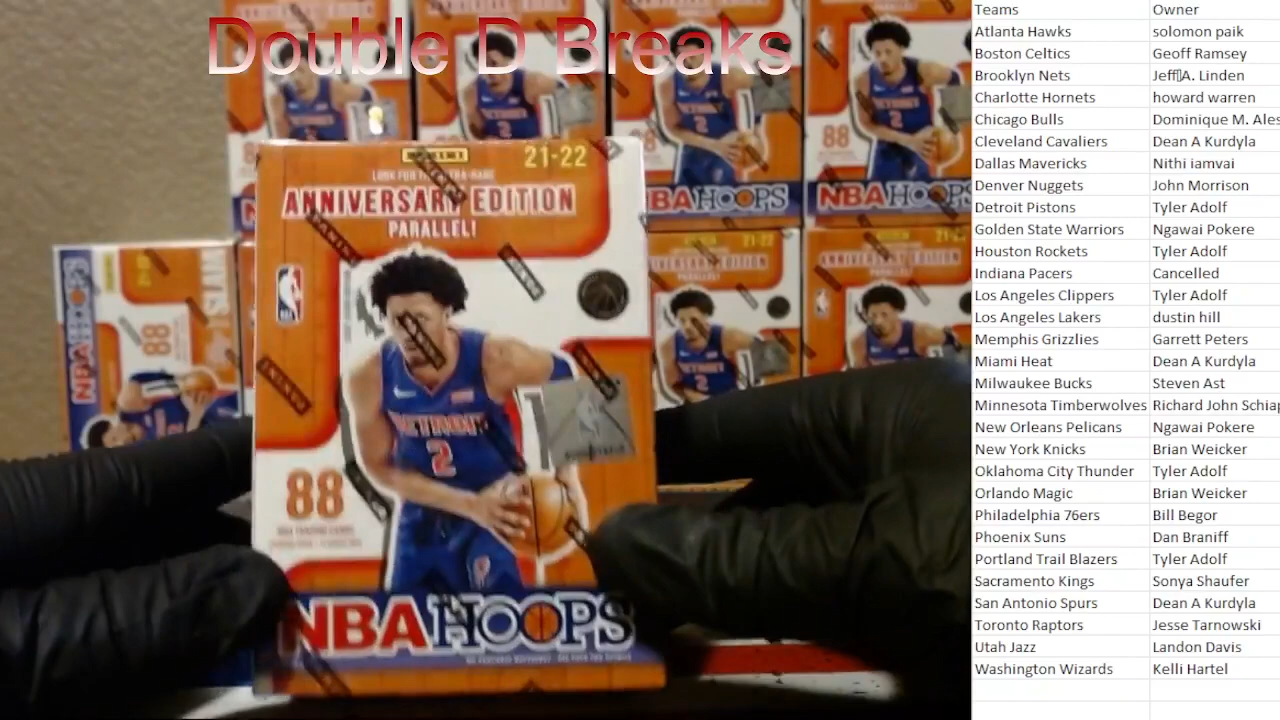 Double D Breaks
PANINI
21-22
ANNIVERSARY EDITION
PARALLEL!
DETROIT
2
88
NBA HOOPS
Teams Owner
Atlanta Hawks solomon paik
Boston Celtics Geoff Ramsey
Brooklyn Nets Jeff A. Linden
Charlotte Hornets howard warren
Chicago Bulls Dominique M. Ales
Cleveland Cavaliers Dean A Kurdyla
Dallas Mavericks Nithi iamvai
Denver Nuggets John Morrison
Detroit Pistons Tyler Adolf
Golden State Warriors Ngawai Pokere
Houston Rockets Tyler Adolf
Indiana Pacers Cancelled
Los Angeles Clippers Tyler Adolf
Los Angeles Lakers dustin hill
Memphis Grizzlies Garrett Peters
Miami Heat Dean A Kurdyla
Milwaukee Bucks Steven Ast
Minnesota Timberwolves Richard John Schiap
New Orleans Pelicans Ngawai Pokere
New York Knicks Brian Weicker
Oklahoma City Thunder Tyler Adolf
Orlando Magic Brian Weicker
Philadelphia 76ers Bill Begor
Phoenix Suns Dan Braniff
Portland Trail Blazers Tyler Adolf
Sacramento Kings Sonya Shaufer
San Antonio Spurs Dean A Kurdyla
Toronto Raptors Jesse Tarnowski
Utah Jazz Landon Davis
Washington Wizards Kelli Hartel